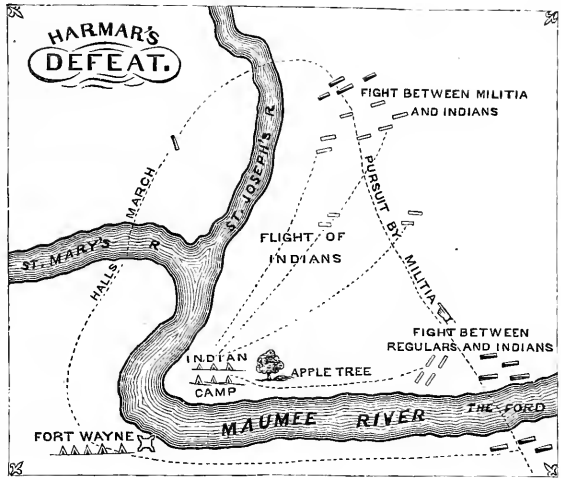 HARMAR'S
DEFEAT.
FIGHT BETWEEN MILITIA
AND INDIANS
ST. JOSEPH'S R
PURSUIT BY MILITIA
HALLS MARCH
ST. MARY'S R
FLIGHT OF
INDIANS
FIGHT BETWEEN
REGULARS AND INDIANS
INDIAN
CAMP
APPLE TREE
THE FORD
MAUMEE RIVER
FORT WAYNE